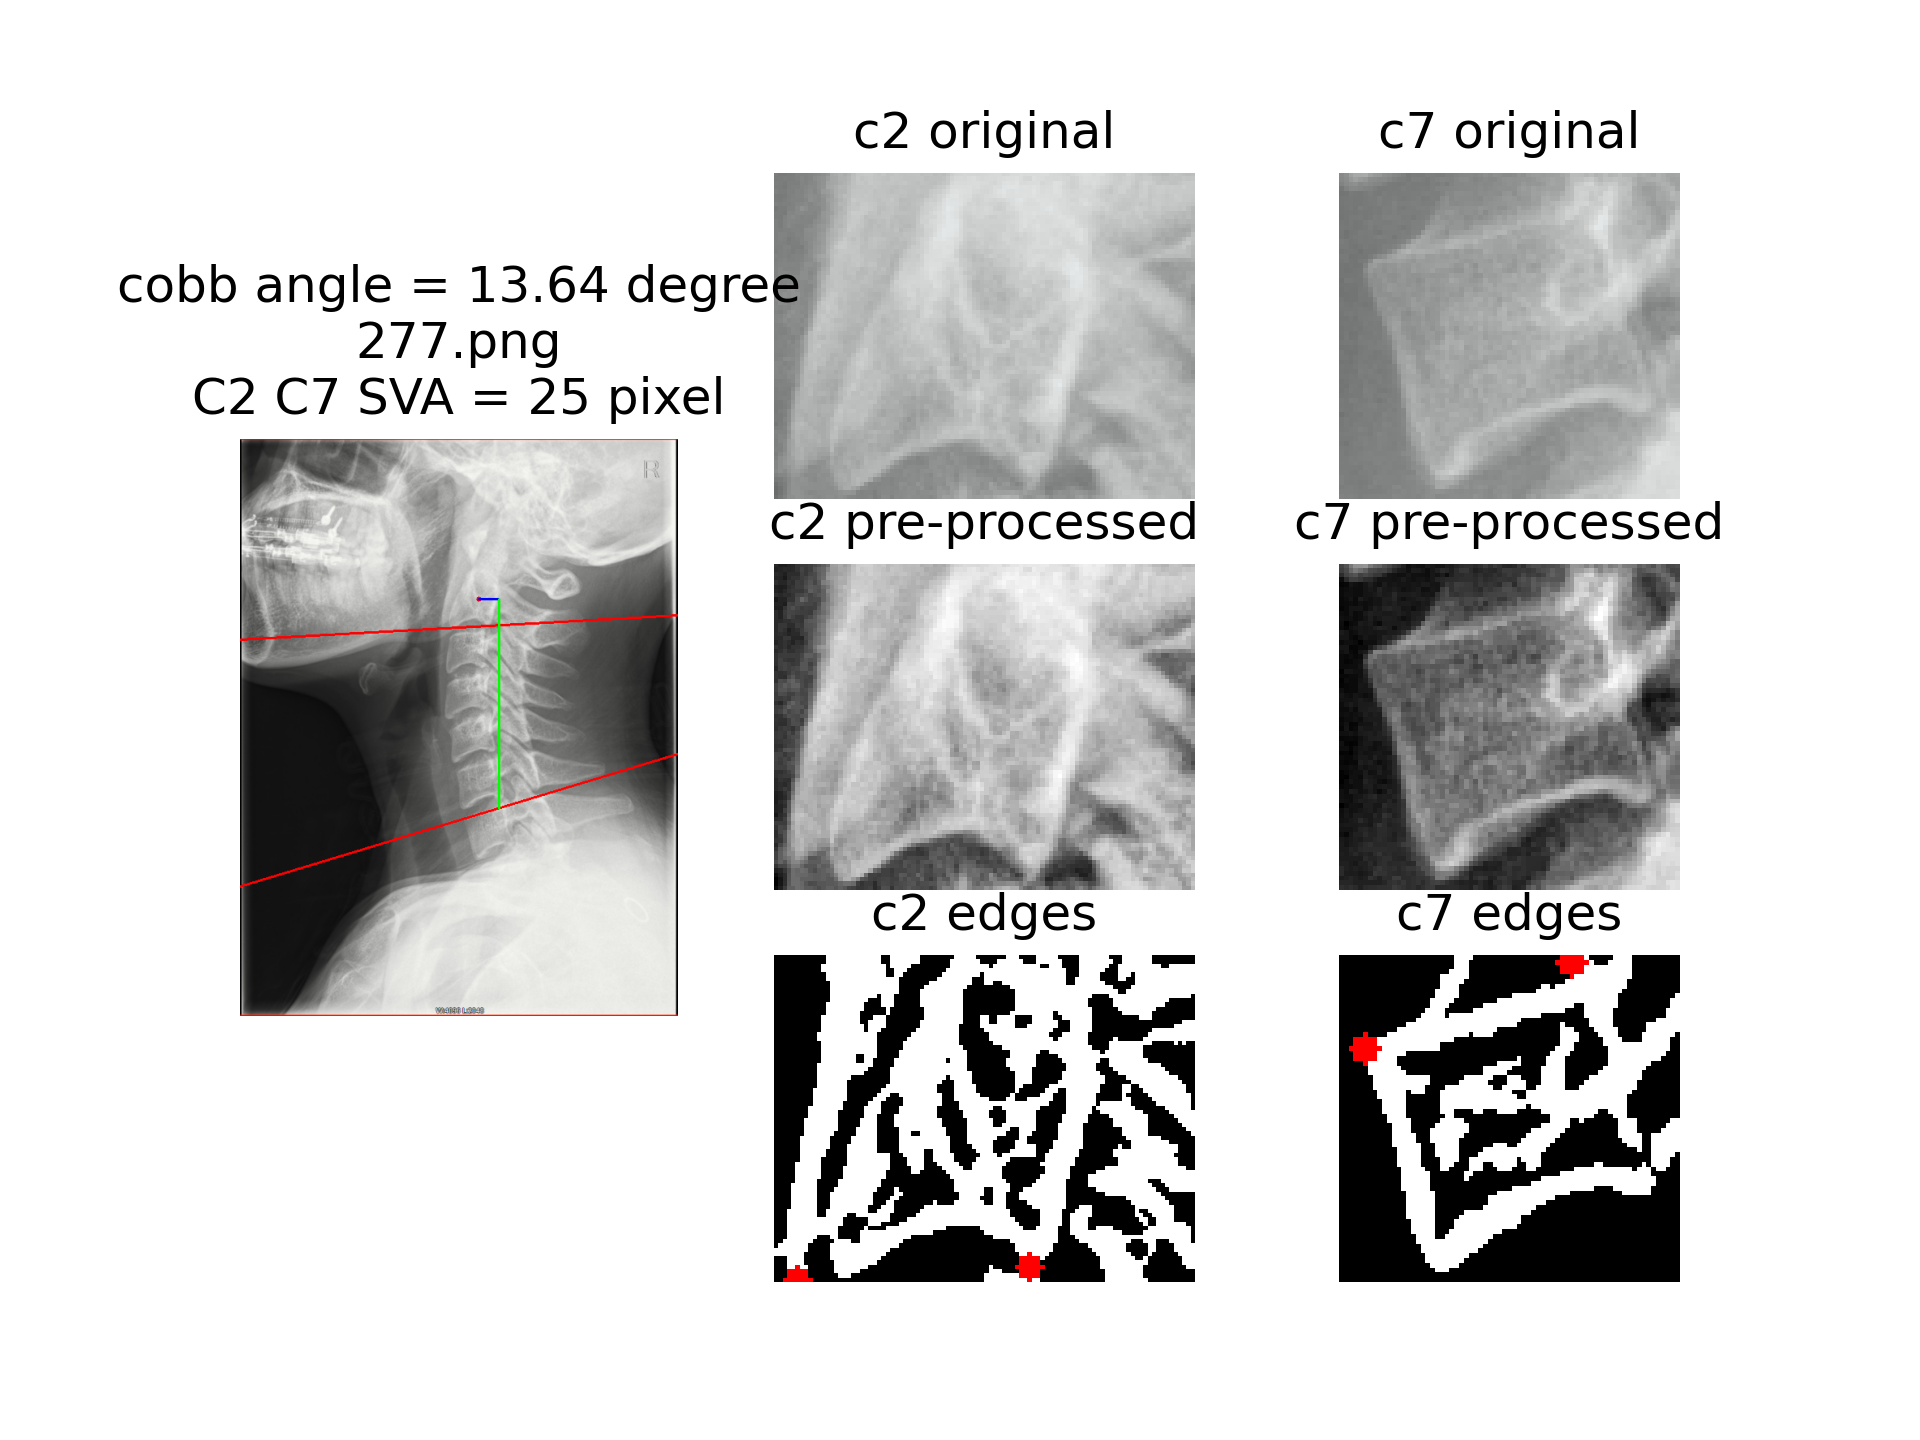 cobb angle = 13.64 degree
277.png
C2 C7 SVA = 25 pixel
R
c2 original
c7 original
c2 pre-processed
c7 pre-processed
c2 edges
c7 edges